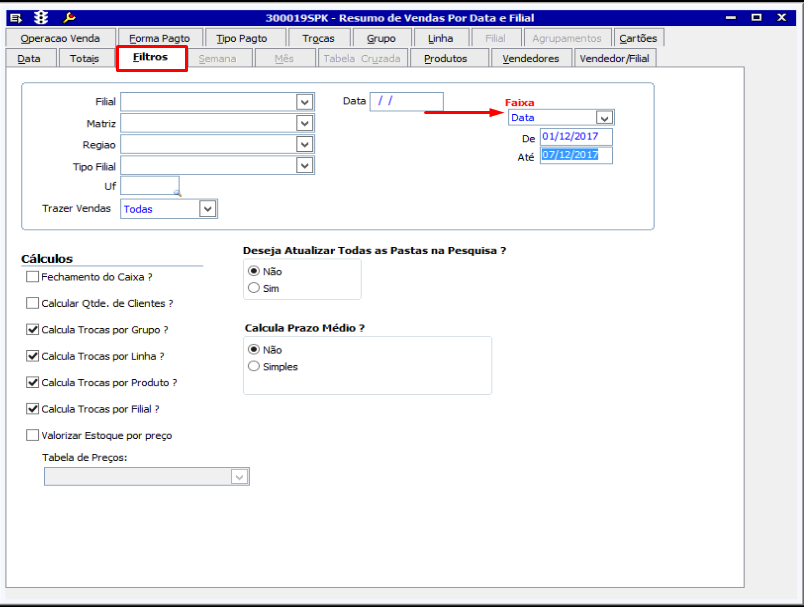 300019SPK - Resumo de Vendas Por Data e Filial
Operacao Venda Forma Pagto Tipo Pagto Trocas Grupo Linha Filial Agrupamentos Cartões
Data Totais Filtros Semana Mês Tabela Cruzada Produtos Vendedores Vendedor/Filial
Filial Data / / Faixa
Matriz Data
Regiao De 01/12/2017
Tipo Filial Até 07/12/2017
Uf
Trazer Vendas Todas
Cálculos
Fechamento do Caixa ?
Calcular Qtde. de Clientes ?
Calcula Trocas por Grupo ?
Calcula Trocas por Linha ?
Calcula Trocas por Produto ?
Calcula Trocas por Filial ?
Valorizar Estoque por preço
Tabela de Preços:
Deseja Atualizar Todas as Pastas na Pesquisa ?
Não
Sim
Calcula Prazo Médio ?
Não
Simples